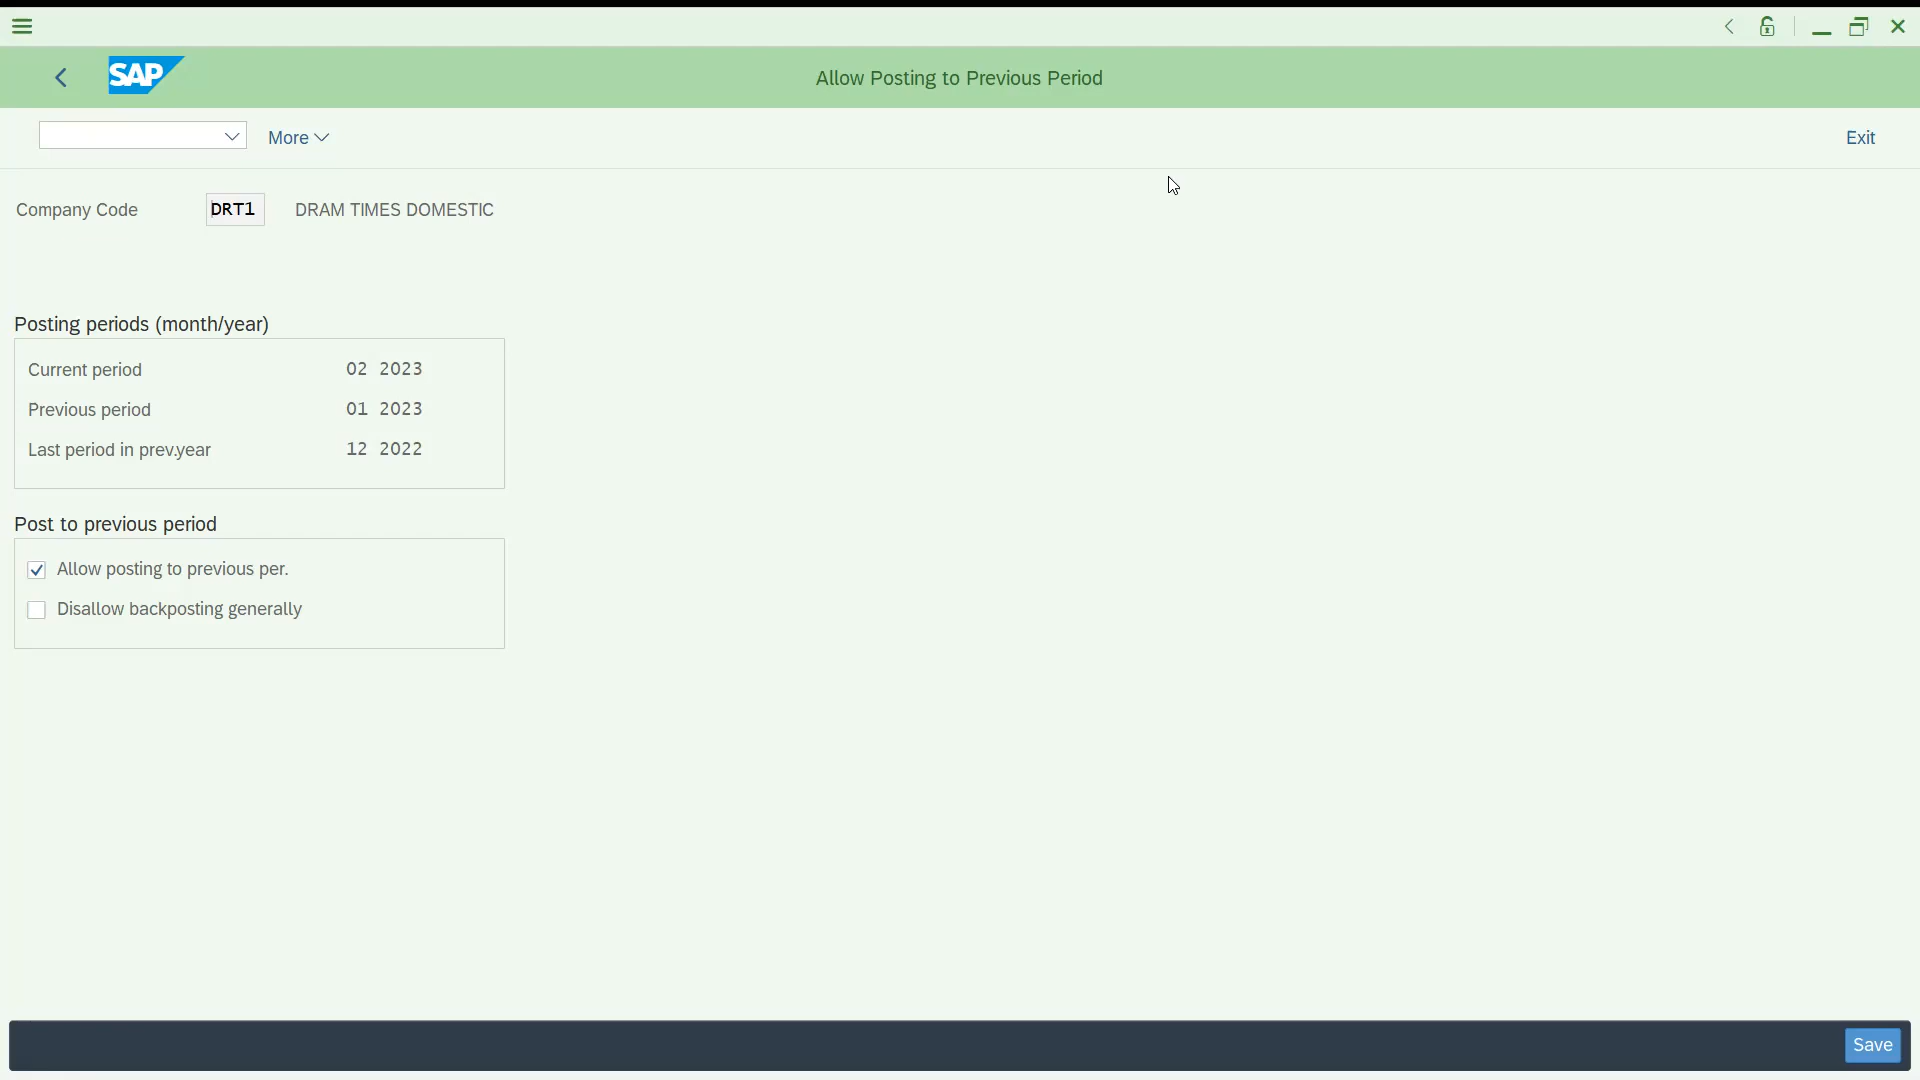 SAP
Allow Posting to Previous Period
More
Exit
Company Code DRT1 DRAM TIMES DOMESTIC
Posting periods (month/year)
Current period 02 2023
Previous period 01 2023
Last period in prev.year 12 2022
Post to previous period
Allow posting to previous per.
Disallow backposting generally
Save